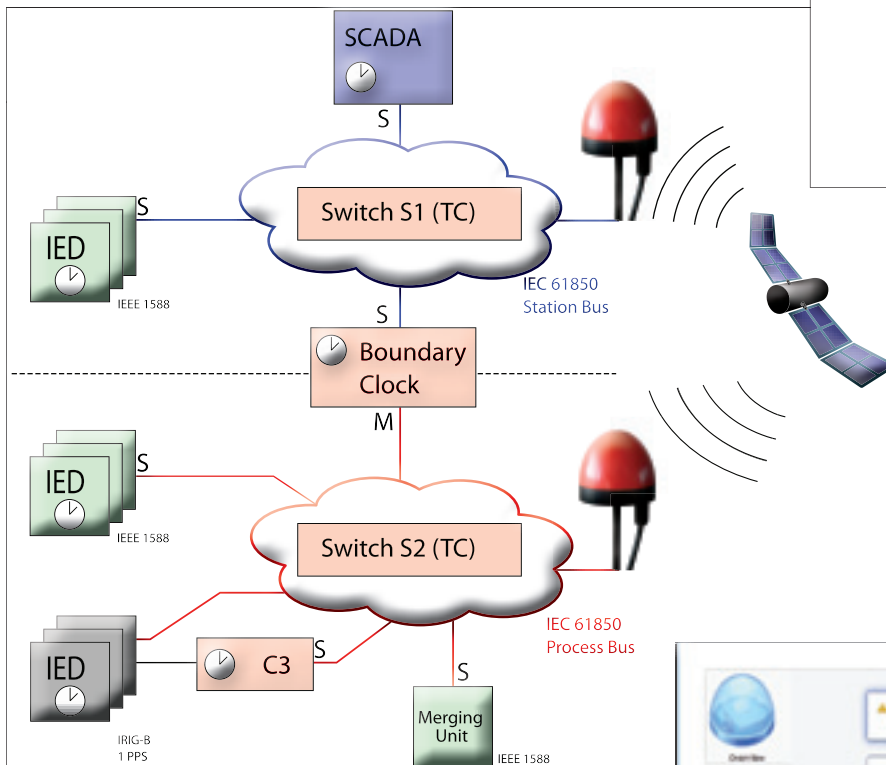 SCADA
S
S
Switch S1 (TC)
IED
IEEE 1588
IEC 61850
Station Bus
S
Boundary
Clock
M
S
IED
IEEE 1588
Switch S2 (TC)
IEC 61850
Process Bus
S
C3
IED
S
Merging
Unit
IRIG-B
1 PPS
IEEE 1588